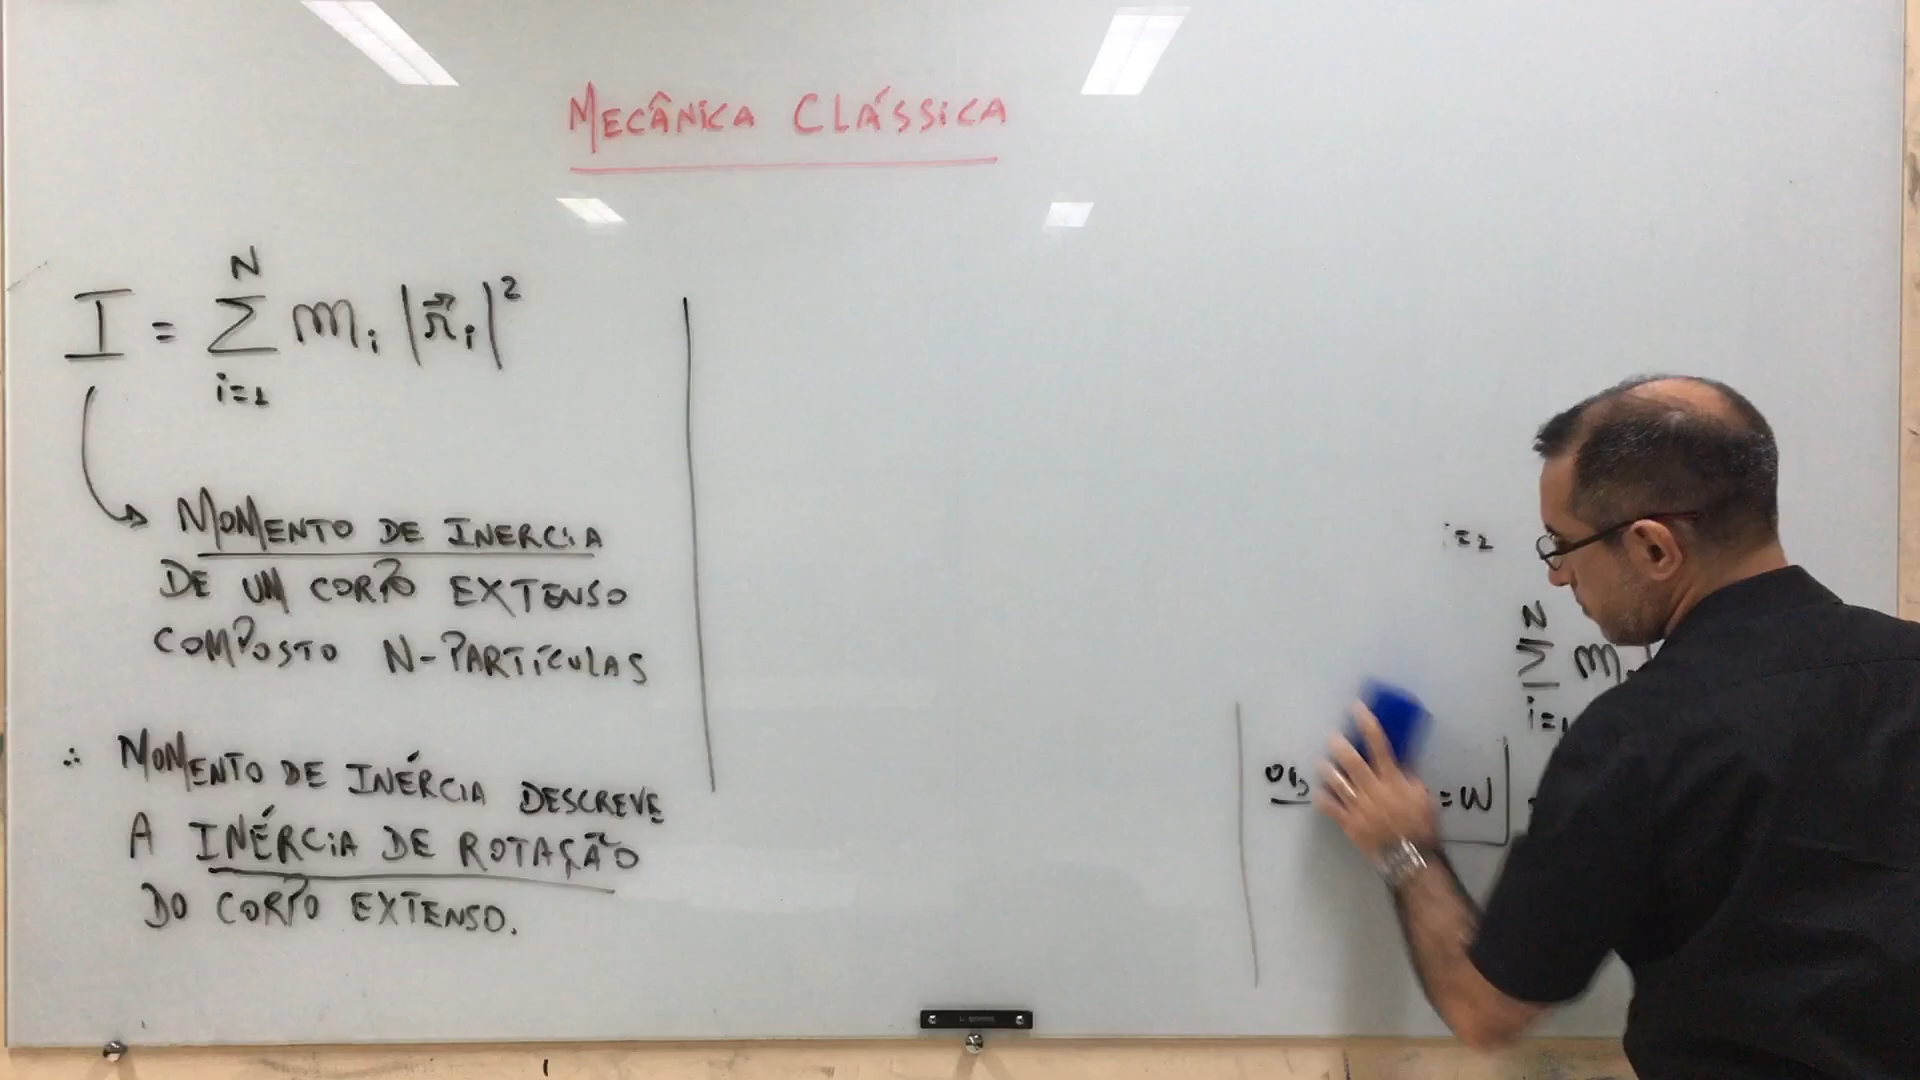 MECÂNICA CLÁSSICA
N
I = Σ mᵢ |r⃗ᵢ|²
i=1
MOMENTO DE INERCIA
DE UM CORPO EXTENSO
COMPOSTO N-PARTÍCULAS
∴ MOMENTO DE INÉRCIA DESCREVE
A INÉRCIA DE ROTAÇÃO
DO CORPO EXTENSO.
i=1
N
Σ m
i=1
= W